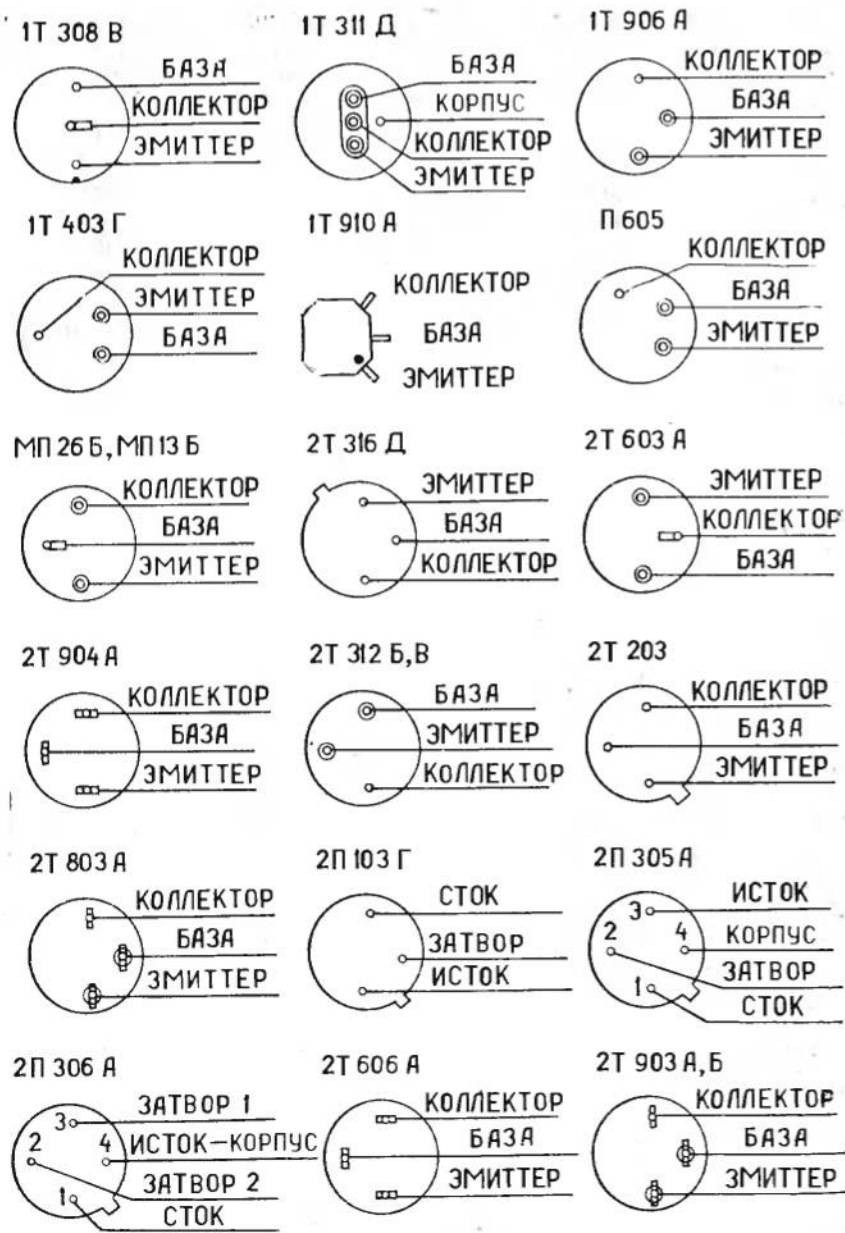 1Т 308 В
БАЗА
КОЛЛЕКТОР
ЭМИТТЕР
1Т 311 Д
БАЗА
КОРПУС
КОЛЛЕКТОР
ЭМИТТЕР
1Т 906 А
КОЛЛЕКТОР
БАЗА
ЭМИТТЕР
1Т 403 Г
КОЛЛЕКТОР
ЭМИТТЕР
БАЗА
1Т 910 А
КОЛЛЕКТОР
БАЗА
ЭМИТТЕР
П 605
КОЛЛЕКТОР
БАЗА
ЭМИТТЕР
МП 26 Б, МП 13 Б
КОЛЛЕКТОР
БАЗА
ЭМИТТЕР
2Т 316 Д
ЭМИТТЕР
БАЗА
КОЛЛЕКТОР
2Т 603 А
ЭМИТТЕР
КОЛЛЕКТОР
БАЗА
2Т 904 А
КОЛЛЕКТОР
БАЗА
ЭМИТТЕР
2Т 312 Б, В
БАЗА
ЭМИТТЕР
КОЛЛЕКТОР
2Т 203
КОЛЛЕКТОР
БАЗА
ЭМИТТЕР
2Т 803 А
КОЛЛЕКТОР
БАЗА
ЗМИТТЕР
2П 103 Г
СТОК
ЗАТВОР
ИСТОК
2П 305 А
3 ИСТОК
2 4 КОРПУС
ЗАТВОР
1 СТОК
2П 306 А
3 ЗАТВОР 1
2 4 ИСТОК-КОРПУС
ЗАТВОР 2
1 СТОК
2Т 606 А
КОЛЛЕКТОР
БАЗА
ЭМИТТЕР
2Т 903 А, Б
КОЛЛЕКТОР
БАЗА
ЗМИТТЕР